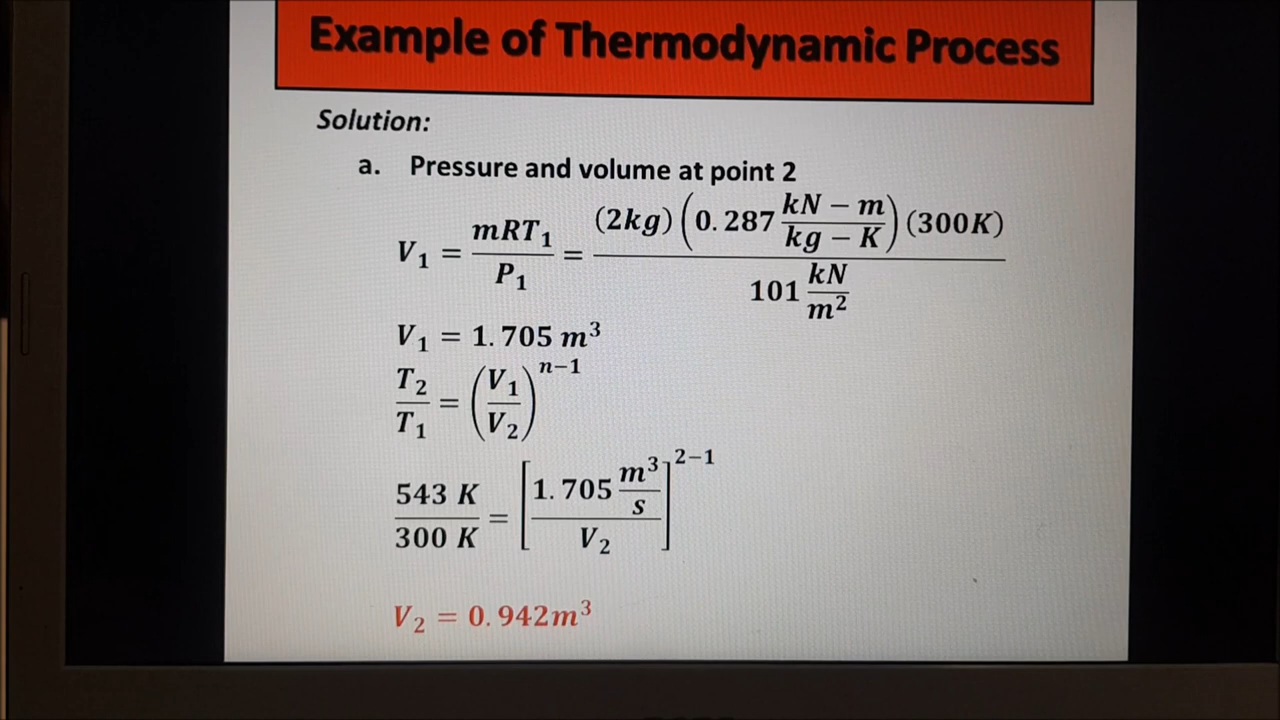 Example of Thermodynamic Process
Solution:
a. Pressure and volume at point 2
V₁ = mRT₁ / P₁ = (2kg) (0.287 kN − m / kg − K) (300K) / 101 kN / m²
V₁ = 1.705 m³
T₂ / T₁ = (V₁ / V₂)ⁿ⁻¹
543 K / 300 K = [1.705 m³ / s / V₂]²⁻¹
V₂ = 0.942m³